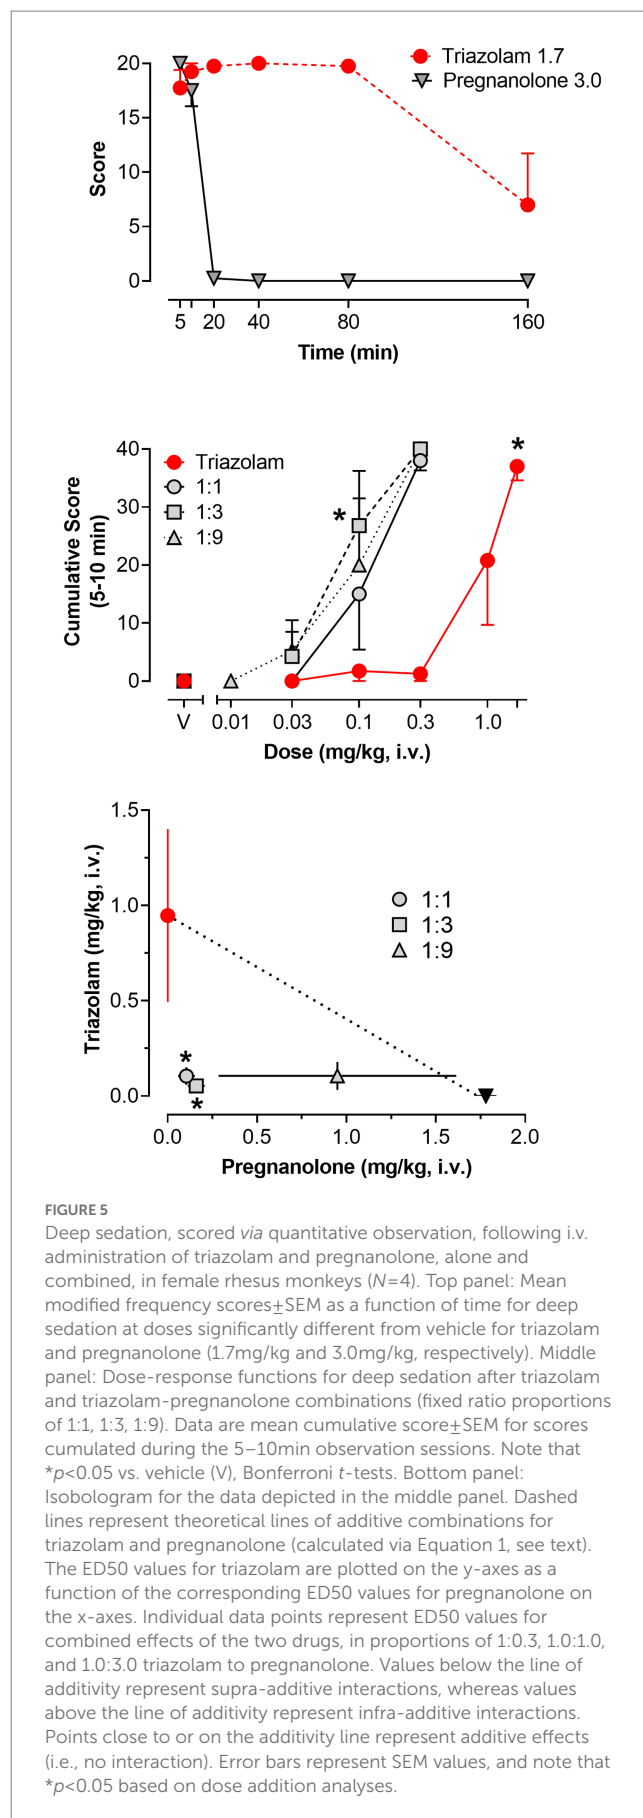 Triazolam 1.7
Pregnanolone 3.0
20
15
10
5
0
Score
5
20
40
80
160
Time (min)
Triazolam
1:1
1:3
1:9
40
30
20
10
0
Cumulative Score
(5-10 min)
*
*
V
0.01
0.03
0.1
0.3
1.0
Dose (mg/kg, i.v.)
1.5
1.0
0.5
0.0
Triazolam (mg/kg, i.v.)
1:1
1:3
1:9
*
*
0.0
0.5
1.0
1.5
2.0
Pregnanolone (mg/kg, i.v.)
FIGURE 5
Deep sedation, scored via quantitative observation, following i.v.
administration of triazolam and pregnanolone, alone and
combined, in female rhesus monkeys (N=4). Top panel: Mean
modified frequency scores±SEM as a function of time for deep
sedation at doses significantly different from vehicle for triazolam
and pregnanolone (1.7mg/kg and 3.0mg/kg, respectively). Middle
panel: Dose-response functions for deep sedation after triazolam
and triazolam-pregnanolone combinations (fixed ratio proportions
of 1:1, 1:3, 1:9). Data are mean cumulative score±SEM for scores
cumulated during the 5–10min observation sessions. Note that
*p<0.05 vs. vehicle (V), Bonferroni t-tests. Bottom panel:
Isobologram for the data depicted in the middle panel. Dashed
lines represent theoretical lines of additive combinations for
triazolam and pregnanolone (calculated via Equation 1, see text).
The ED50 values for triazolam are plotted on the y-axes as a
function of the corresponding ED50 values for pregnanolone on
the x-axes. Individual data points represent ED50 values for
combined effects of the two drugs, in proportions of 1:0.3, 1.0:1.0,
and 1.0:3.0 triazolam to pregnanolone. Values below the line of
additivity represent supra-additive interactions, whereas values
above the line of additivity represent infra-additive interactions.
Points close to or on the additivity line represent additive effects
(i.e., no interaction). Error bars represent SEM values, and note that
*p<0.05 based on dose addition analyses.